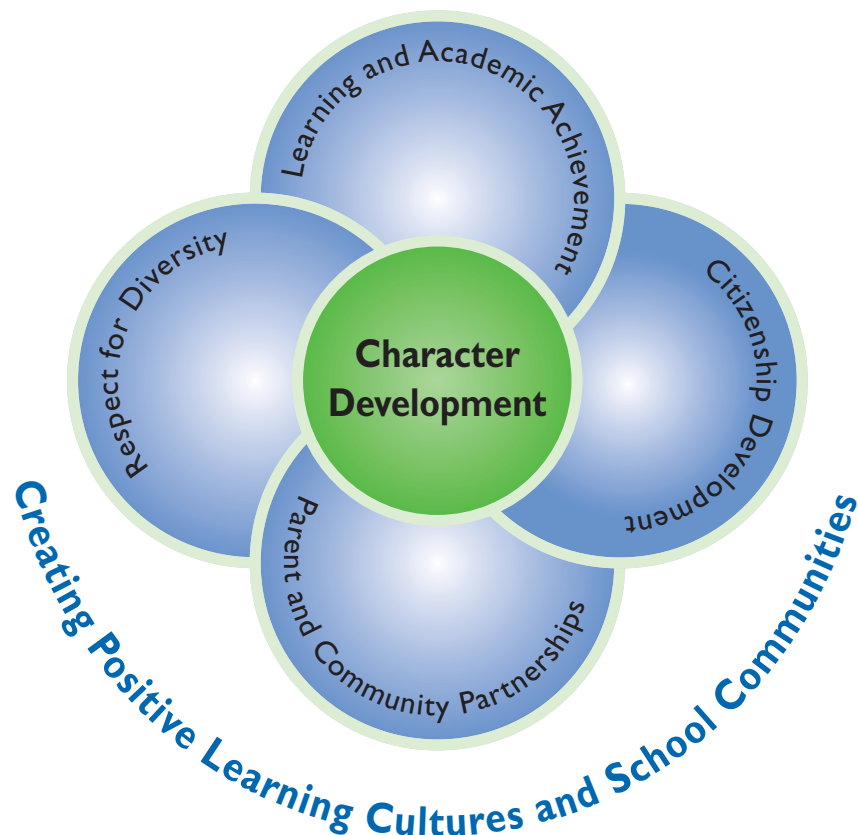 Learning and Academic Achievement
Respect for Diversity
Character
Development
Citizenship Development
Parent and Community Partnerships
Creating Positive Learning Cultures and School Communities